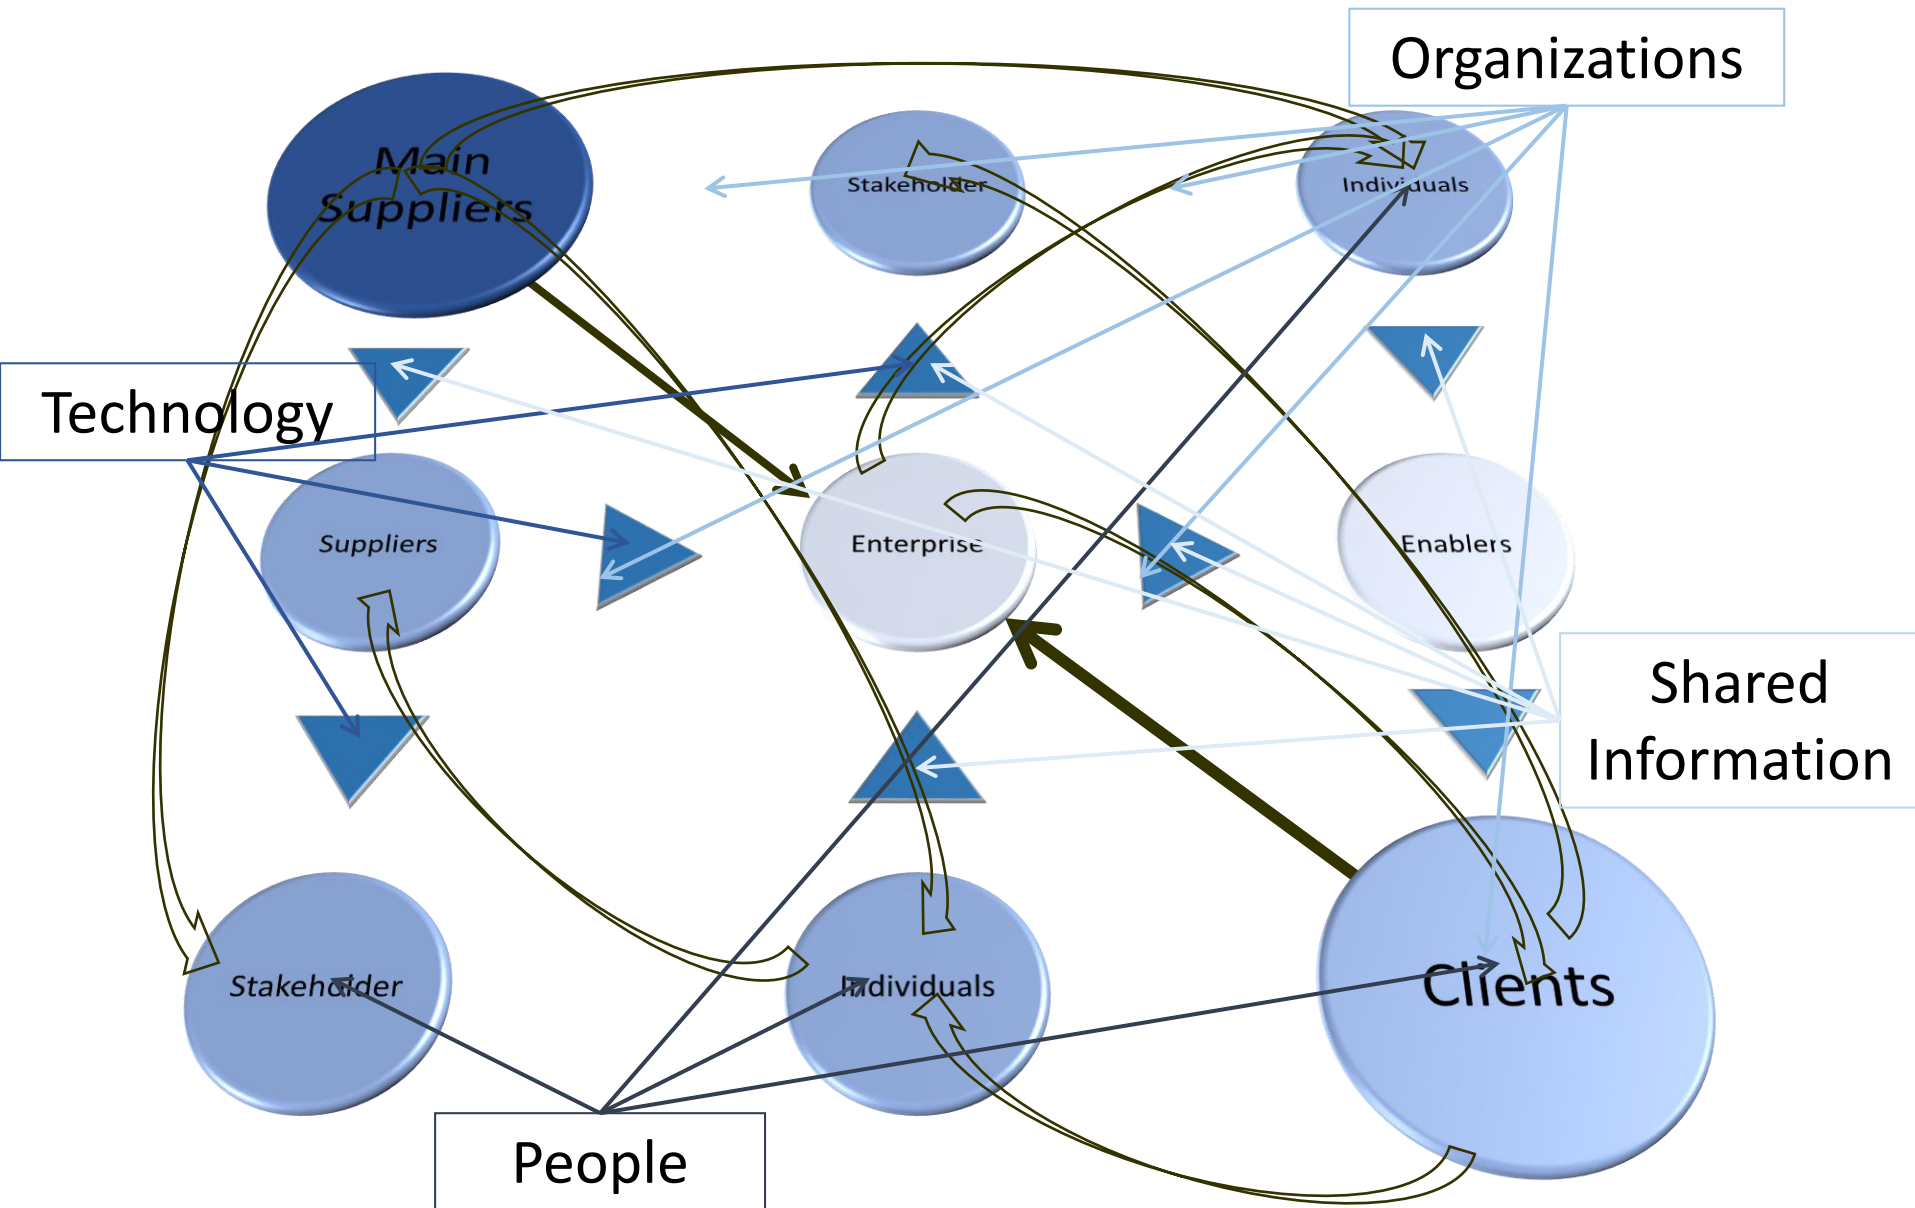 Organizations
Main
Suppliers
Stakeholder
Individuals
Technology
Suppliers
Enterprise
Enablers
Shared
Information
Stakeholder
Individuals
Clients
People